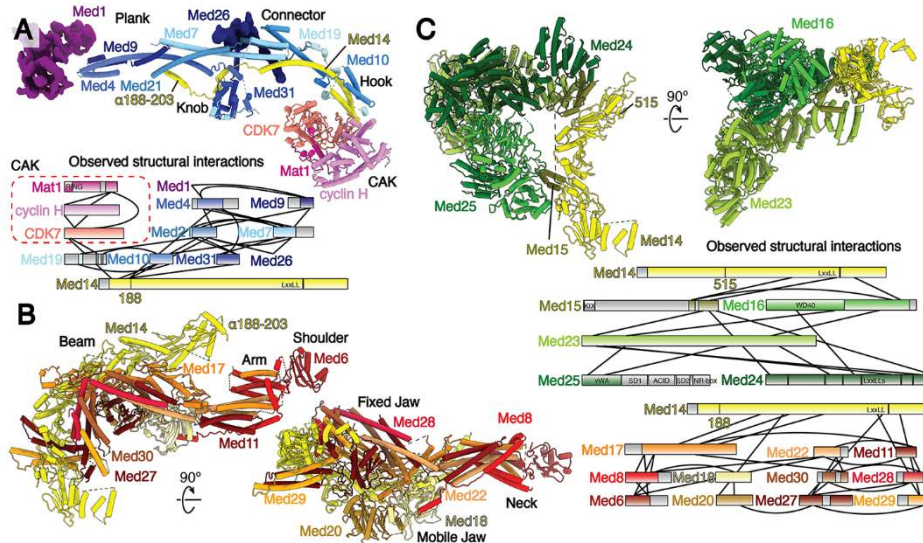 A
Med1
Plank
Med26
Connector
Med7
Med19
Med14
Med9
Med10
Hook
Med4
Med21
Med31
α188-203
Knob
CDK7
Mat1
CAK
cyclin H
CAK
Observed structural interactions
Mat1
RING
Med1
cyclin H
Med4
Med9
CDK7
Med2
Med7
Med19
Med10
Med31
Med26
Med14
LxxLL
188
B
Med14
α188-203
Beam
Shoulder
Med17
Arm
Med6
Fixed Jaw
Med28
Med8
Med11
Med30
Med27
90º
Med29
Med22
Neck
Med20
Med18
Mobile Jaw
C
Med16
Med24
515
90º
Med25
Med23
Med15
Med14
Observed structural interactions
Med14
LxxLL
515
Med15
KIX
Med16
WD40
Med23
Med25
vWA
SD1
ACID
SD2
NR-box
Med24
LxxLLs
Med14
LxxLL
188
Med17
Med22
Med11
Med8
Med18
Med30
Med28
Med6
Med20
Med27
Med29